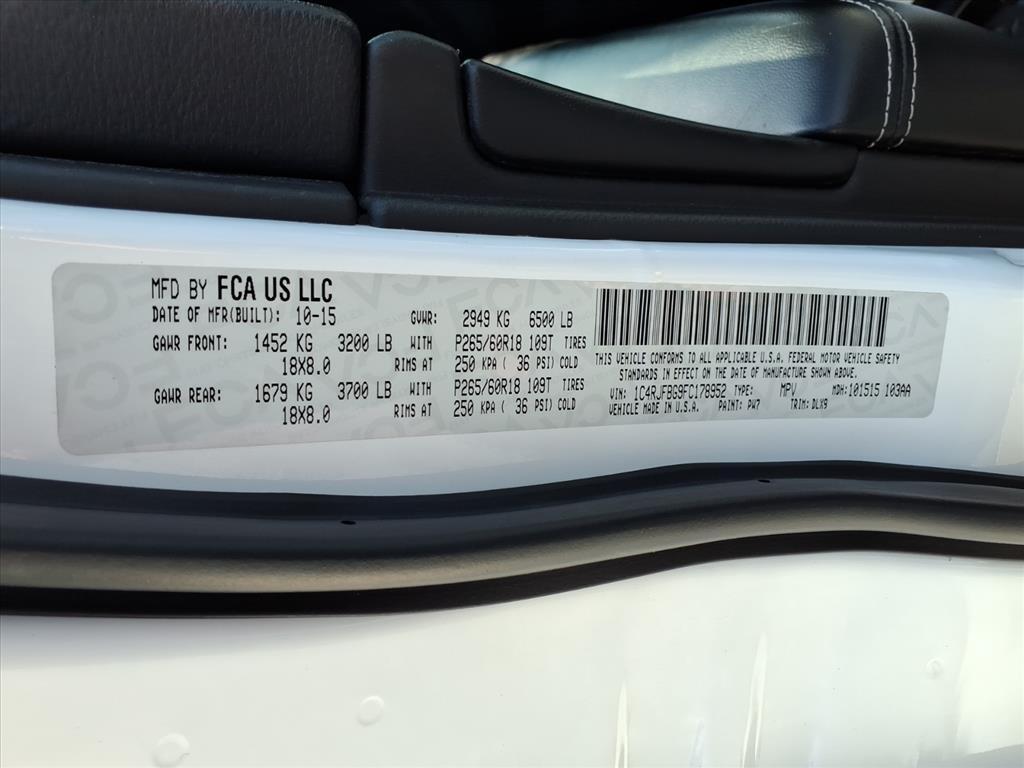 MFD BY FCA US LLC
DATE OF MFR(BUILT): 10-15 GVWR: 2949 KG 6500 LB
GAWR FRONT: 1452 KG 3200 LB WITH P265/60R18 109T TIRES
18X8.0 RIMS AT 250 KPA ( 36 PSI) COLD
GAWR REAR: 1679 KG 3700 LB WITH P265/60R18 109T TIRES
18X8.0 RIMS AT 250 KPA ( 36 PSI) COLD
THIS VEHICLE CONFORMS TO ALL APPLICABLE U.S.A. FEDERAL MOTOR VEHICLE SAFETY
STANDARDS IN EFFECT ON THE DATE OF MANUFACTURE SHOWN ABOVE.
VIN: 1C4RJFBG9FC178952 TYPE: MPV MDH:101515 103AA
VEHICLE MADE IN U.S.A. PAINT: PW7 TRIM: DLX9